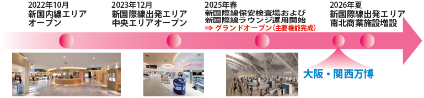 2022年10月
新国内線エリア
オープン
2023年12月
新国際線出発エリア
中央エリアオープン
2025年春
新国際線保安検査場および
新国際線ラウンジ運用開始
⇒ グランドオープン(主要機能完成)
2026年夏
新国際線出発エリア
南北商業施設増設
大阪・関西万博